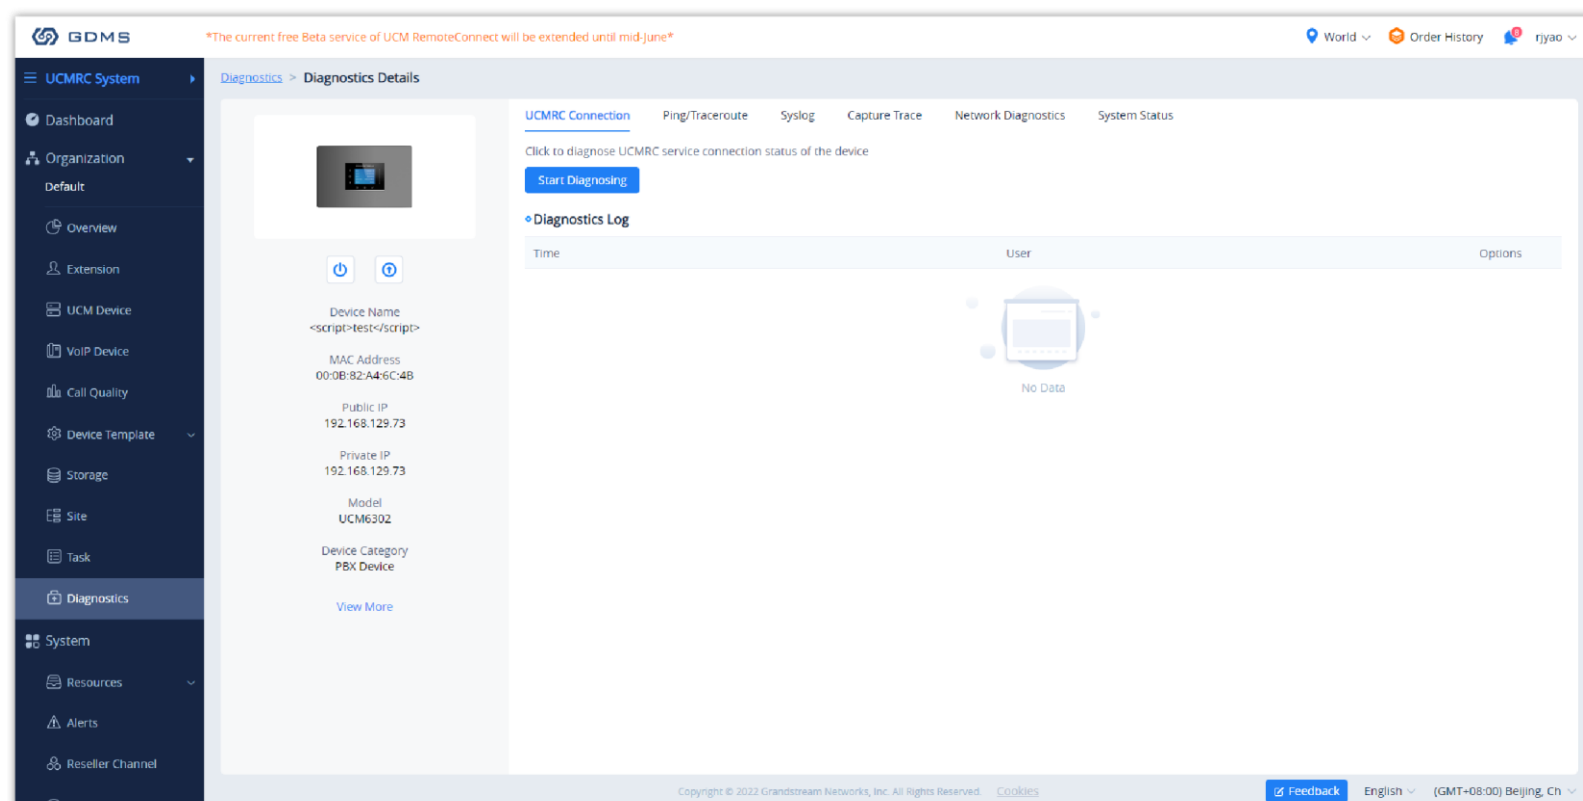 GDMS
*The current free Beta service of UCM RemoteConnect will be extended until mid-June*
World
Order History
8
rjyao
UCMRC System
Diagnostics > Diagnostics Details
Dashboard
Organization
Default
Overview
Extension
UCM Device
VoIP Device
Call Quality
Device Template
Storage
Site
Task
Diagnostics
System
Resources
Alerts
Reseller Channel
Device Name
<script>test</script>
MAC Address
00:0B:82:A4:6C:4B
Public IP
192.168.129.73
Private IP
192.168.129.73
Model
UCM6302
Device Category
PBX Device
View More
UCMRC Connection Ping/Traceroute Syslog Capture Trace Network Diagnostics System Status
Click to diagnose UCMRC service connection status of the device
Start Diagnosing
Diagnostics Log
Time User Options
No Data
Copyright © 2022 Grandstream Networks, Inc. All Rights Reserved. Cookies
Feedback
English
(GMT+08:00) Beijing, Ch